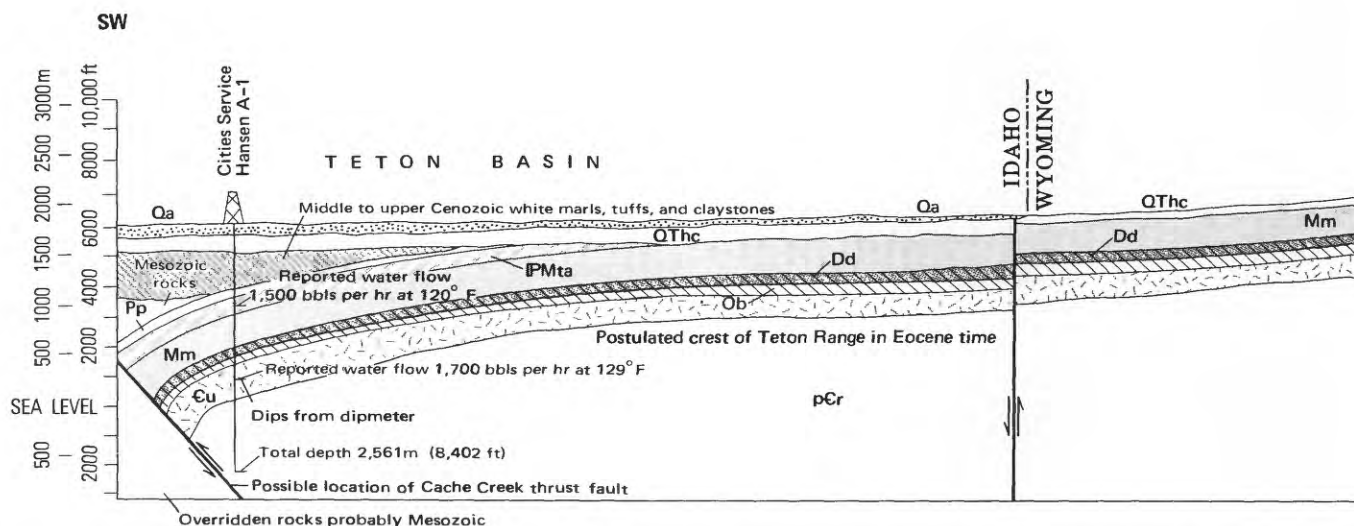 SW
3000 m
2500
2000
1500
1000
500
SEA LEVEL
500
10,000 ft
8000
6000
4000
2000
2000
Cities Service
Hansen A-1
TETON BASIN
IDAHO
WYOMING
Qa
Middle to upper Cenozoic white marls, tuffs, and claystones
Qa
QThc
QThc
Mm
Mesozoic
rocks
Reported water flow
1,500 bbls per hr at 120° F
ℙMta
Dd
Dd
Pp
Ob
Mm
Postulated crest of Teton Range in Eocene time
Reported water flow 1,700 bbls per hr at 129° F
Єu
Dips from dipmeter
pЄr
Total depth 2,561m (8,402 ft)
Possible location of Cache Creek thrust fault
Overridden rocks probably Mesozoic